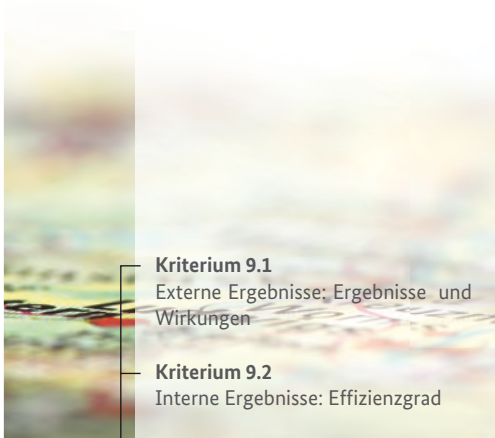 Kriterium 9.1
Externe Ergebnisse: Ergebnisse und
Wirkungen
Kriterium 9.2
Interne Ergebnisse: Effizienzgrad